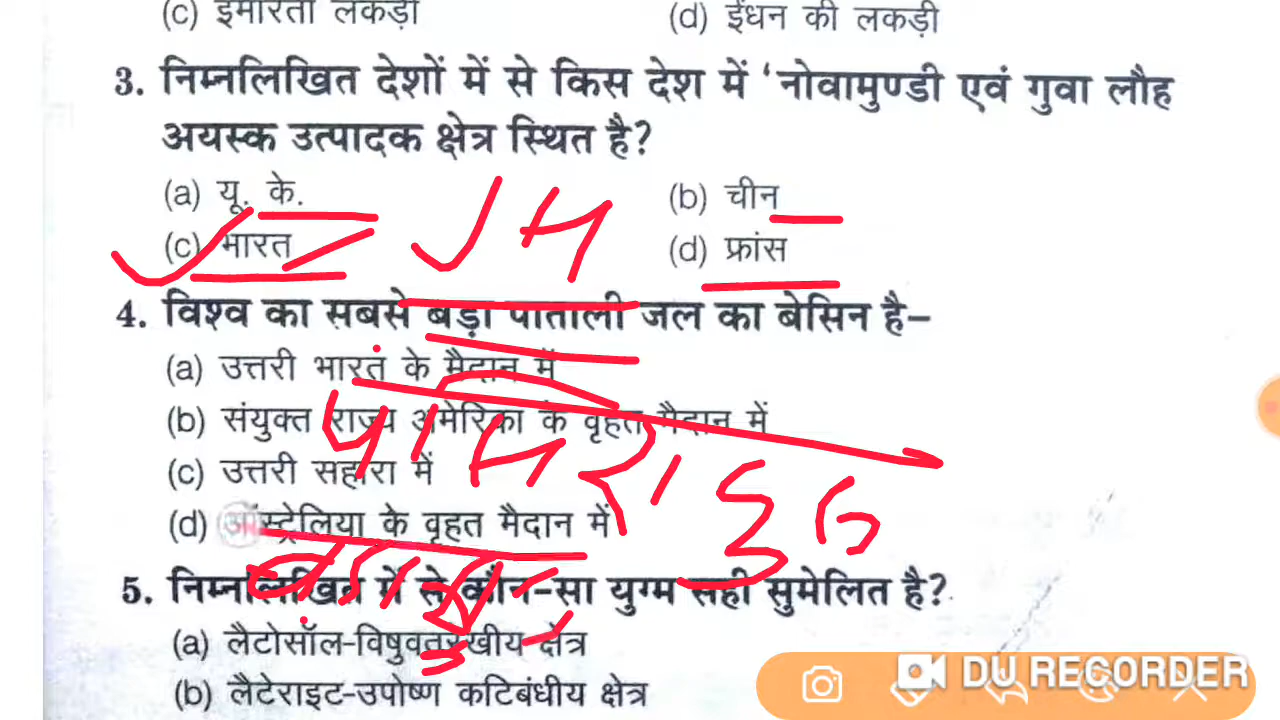 (c) इमारती लकड़ी (d) ईंधन की लकड़ी
3. निम्नलिखित देशों में से किस देश में ‘नोवामुण्डी एवं गुवा लौह
अयस्क उत्पादक क्षेत्र स्थित है?
(a) यू. के. (b) चीन
(c) भारत (d) फ्रांस
JH
4. विश्व का सबसे बड़ा पाताली जल का बेसिन है–
(a) उत्तरी भारत के मैदान में
(b) संयुक्त राज्य अमेरिका के वृहत मैदान में
(c) उत्तरी सहारा में
(d) ऑस्ट्रेलिया के वृहत मैदान में
5. निम्नलिखित में से कौन-सा युग्म सही सुमेलित है?
(a) लैटोसॉल-विषुवतरेखीय क्षेत्र
(b) लैटेराइट-उपोष्ण कटिबंधीय क्षेत्र
DU RECORDER